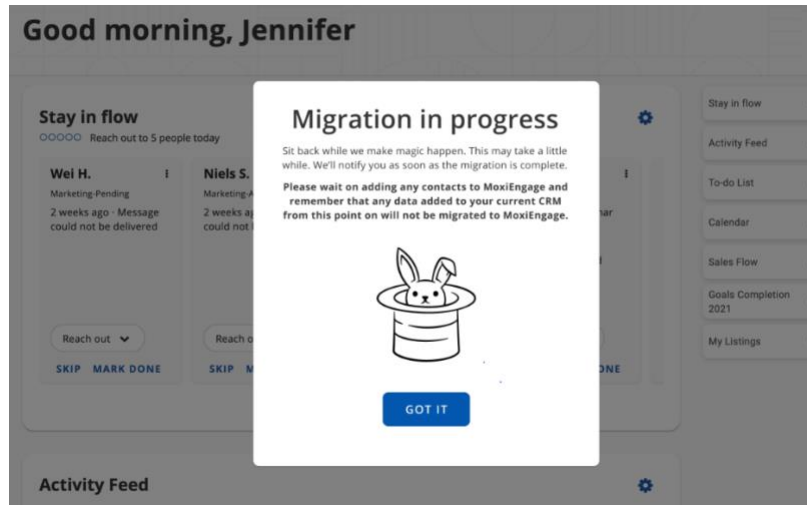 Good morning, Jennifer
Stay in flow
Reach out to 5 people today
Wei H.
Marketing-Pending
2 weeks ago · Message
could not be delivered
Reach out
SKIP MARK DONE
Niels S.
2 weeks
could not
Reach
SKIP
Migration in progress
Sit back while we make magic happen. This may take a little
while. We'll notify you as soon as the migration is complete.
Please wait on adding any contacts to MoxiEngage and
remember that any data added to your current CRM
from this point on will not be migrated to MoxiEngage.
GOT IT
Stay in flow
Activity Feed
To-do List
Calendar
Sales Flow
Goals Completion
2021
My Listings
Activity Feed